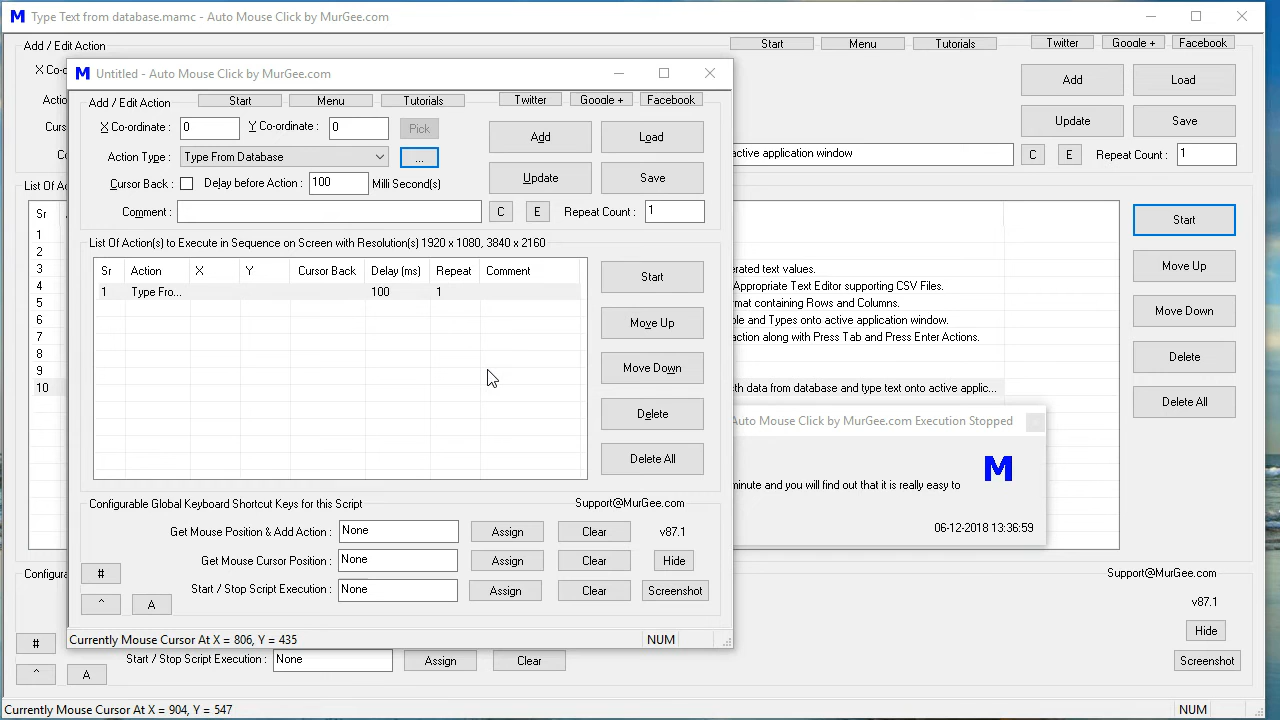 M Type Text from database.mamc - Auto Mouse Click by MurGee.com
Add / Edit Action
Start Menu Tutorials Twitter Google + Facebook
Add Load
Update Save
active application window C E Repeat Count : 1
Sr
1
2
3
4
5
6
7
8
9
10
erated text values.
Appropriate Text Editor supporting CSV Files.
rmat containing Rows and Columns.
ble and Types onto active application window.
action along with Press Tab and Press Enter Actions.
th data from database and type text onto active applic...
Start
Move Up
Move Down
Delete
Delete All
M Untitled - Auto Mouse Click by MurGee.com
Add / Edit Action Start Menu Tutorials Twitter Google + Facebook
X Co-ordinate : 0 Y Co-ordinate : 0 Pick Add Load
Action Type : Type From Database ...
Cursor Back : Delay before Action : 100 Milli Second(s) Update Save
Comment : C E Repeat Count : 1
List Of Action(s) to Execute in Sequence on Screen with Resolution(s) 1920 x 1080, 3840 x 2160
Sr Action X Y Cursor Back Delay (ms) Repeat Comment
1 Type Fro... 100 1
Start
Move Up
Move Down
Delete
Delete All
Configurable Global Keyboard Shortcut Keys for this Script Support@MurGee.com
Get Mouse Position & Add Action : None Assign Clear v87.1
Get Mouse Cursor Position : None Assign Clear Hide
Start / Stop Script Execution : None Assign Clear Screenshot
#
^ A
Currently Mouse Cursor At X = 806, Y = 435 NUM
Auto Mouse Click by MurGee.com Execution Stopped
M
minute and you will find out that it is really easy to
06-12-2018 13:36:59
Support@MurGee.com
v87.1
Hide
# 
Start / Stop Script Execution : None Assign Clear Screenshot
^ A
Currently Mouse Cursor At X = 904, Y = 547 NUM